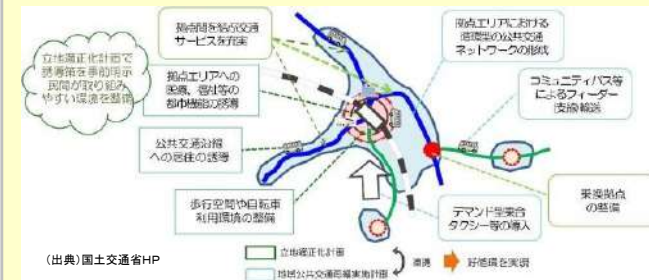 拠点間を結ぶ交通
サービスを充実
拠点エリアにおける
循環型の公共交通
ネットワークの形成
立地適正化計画で
誘導策を事前明示
民間が取り組み
やすい環境を整備
拠点エリアへの
医療、福祉等の
都市機能の誘導
コミュニティバス等
によるフィーダー
(支線)輸送
公共交通沿線
への居住の誘導
歩行空間や自転車
利用環境の整備
デマンド型乗合
タクシー等の導入
乗換拠点
の整備
立地適正化計画
連携
好循環を実現
地域公共交通再編実施計画
(出典)国土交通省HP